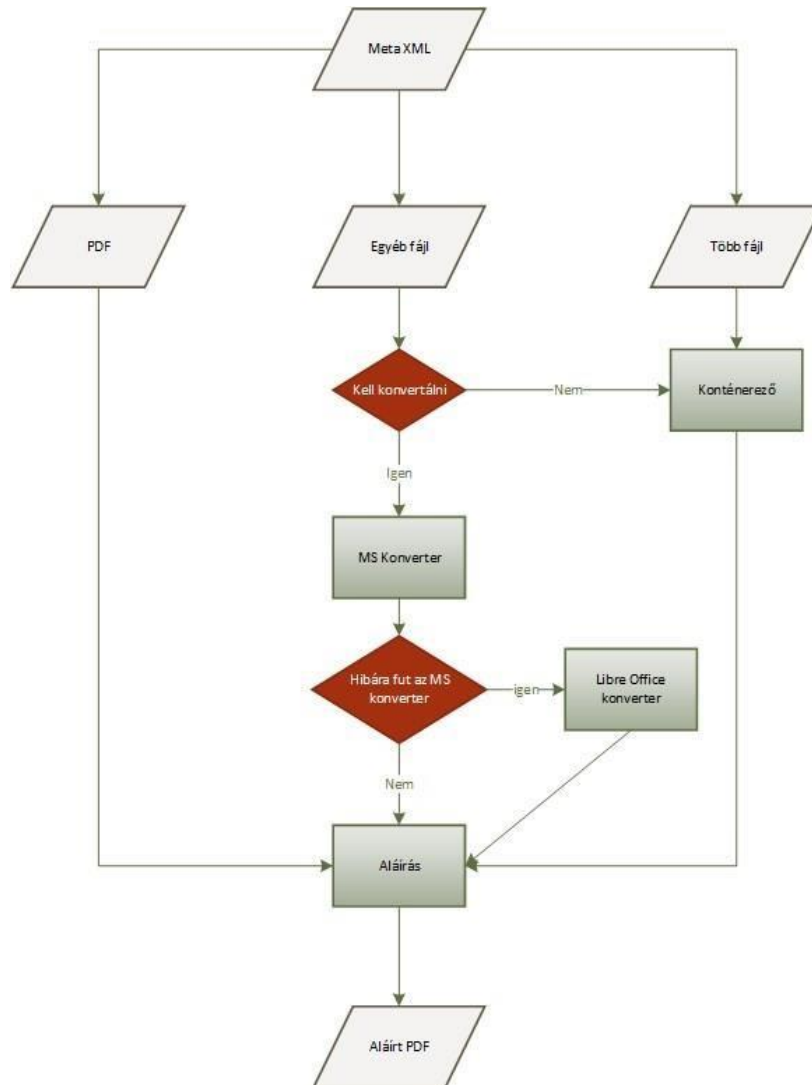 Meta XML
PDF
Egyéb fájl
Több fájl
Kell konvertálni
Nem
Konténerező
Igen
MS Konverter
Hibára fut az MS
konverter
igen
Libre Office
konverter
Nem
Aláírás
Aláírt PDF